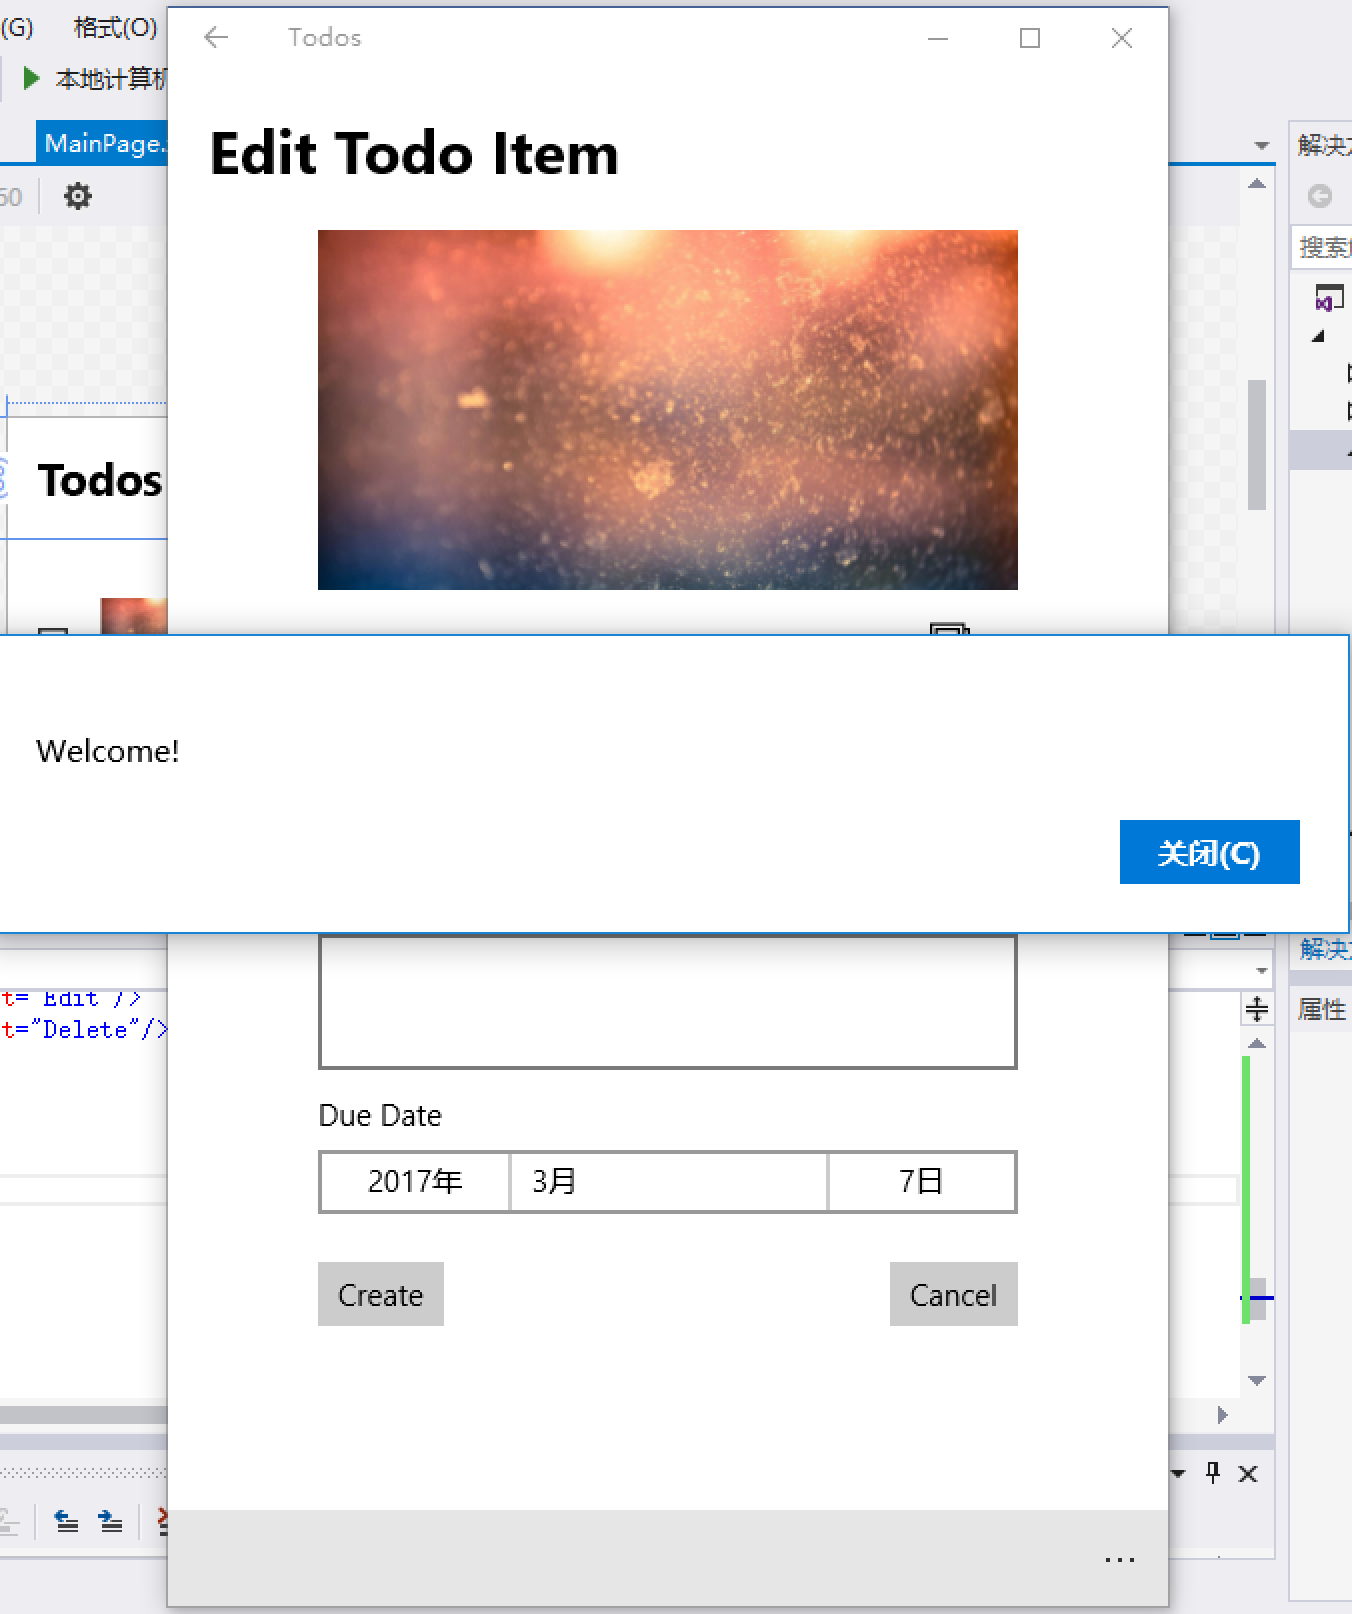 (G) 格式(O)
Todos
本地计算机
MainPage.
Edit Todo Item
解决
60
搜索
Todos
Welcome!
关闭(C)
解决
t="Edit"/>
t="Delete"/>
属性
Due Date
2017年 3月 7日
Create Cancel
...